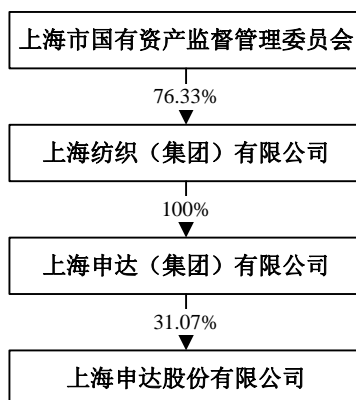 上海市国有资产监督管理委员会
76.33%
上海纺织（集团）有限公司
100%
上海申达（集团）有限公司
31.07%
上海申达股份有限公司